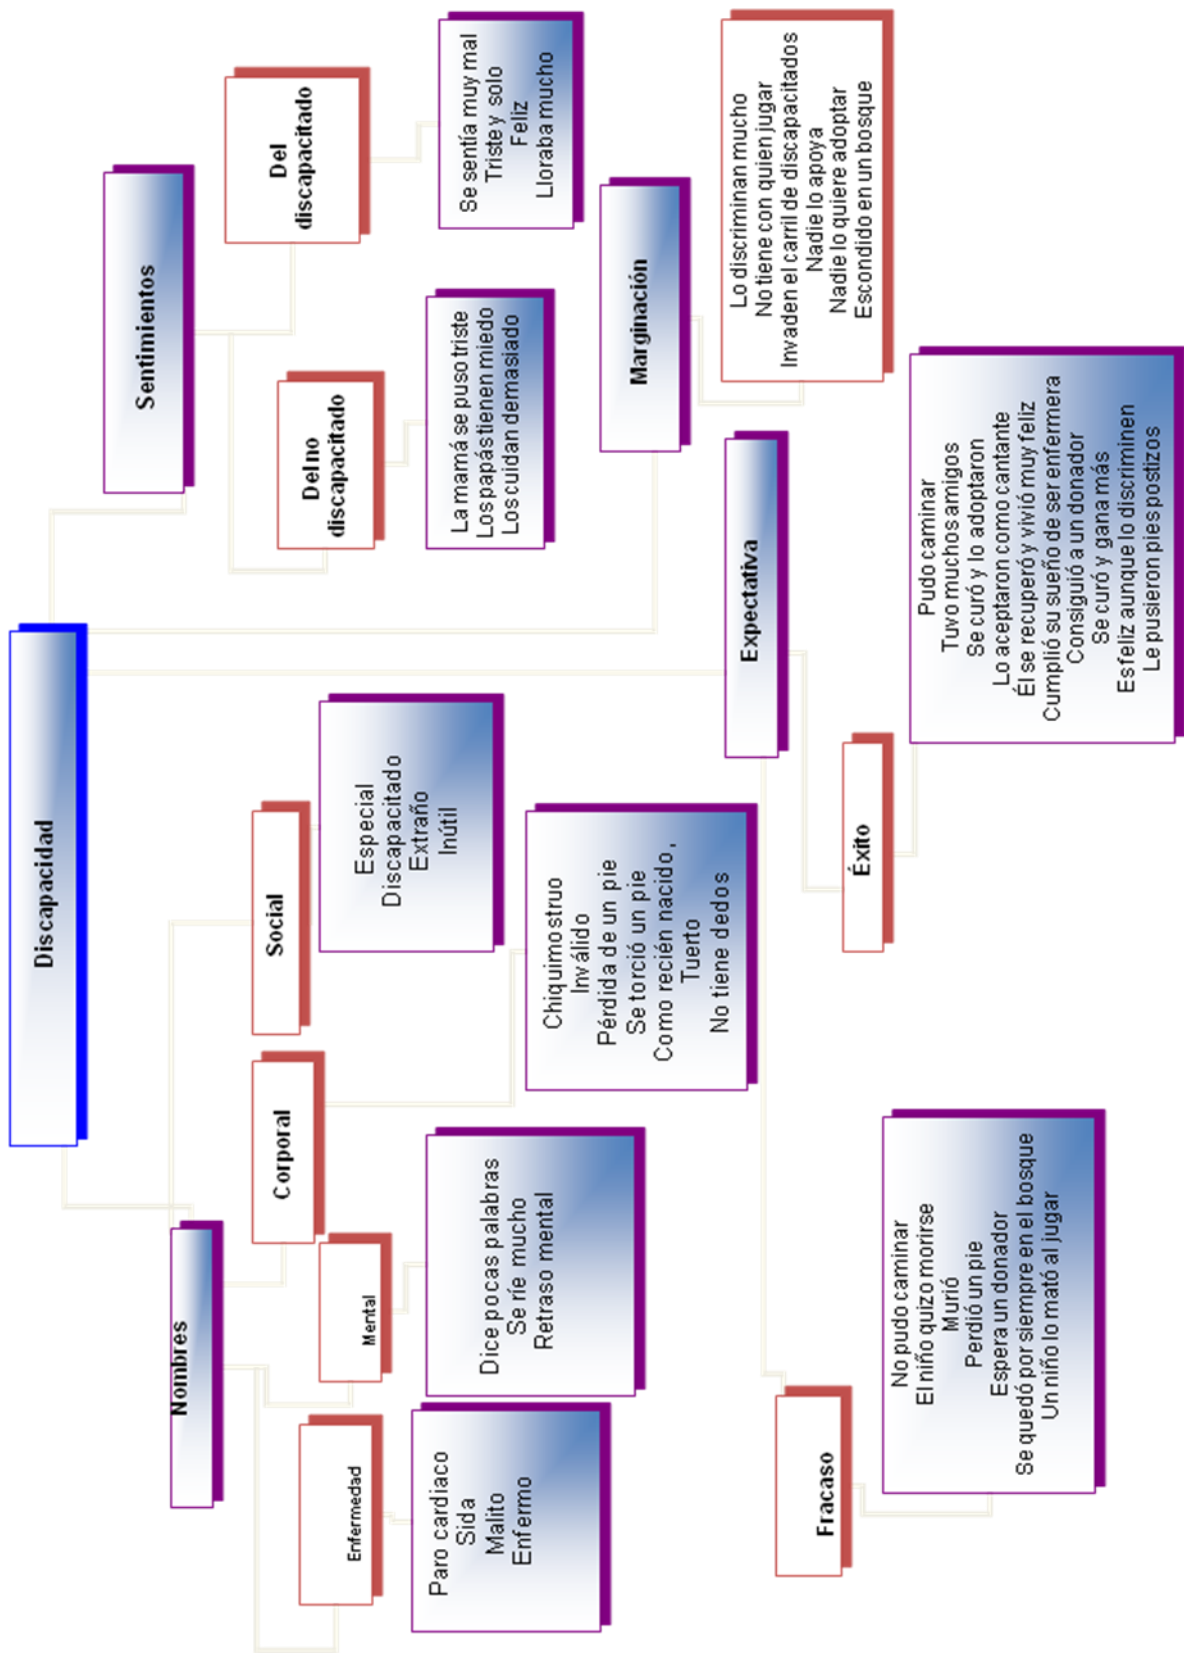 Discapacidad
Nombres
Enfermedad
Paro cardiaco
Sida
Malito
Enfermo
Mental
Dice pocas palabras
Se ríe mucho
Retraso mental
Corporal
Chiquimostruo
Inválido
Pérdida de un pie
Se torció un pie
Como recién nacido,
Tuerto
No tiene dedos
Social
Especial
Discapacitado
Extraño
Inútil
Expectativa
Fracaso
No pudo caminar
El niño quizo morirse
Murió
Perdió un pie
Espera un donador
Se quedó por siempre en el bosque
Un niño lo mató al jugar
Éxito
Pudo caminar
Tuvo muchos amigos
Se curó y lo adoptaron
Lo aceptaron como cantante
Él se recuperó y vivió muy feliz
Cumplió su sueño de ser enfermera
Consiguió a un donador
Se curó y gana más
Es feliz aunque lo discriminen
Le pusieron pies postizos
Marginación
Lo discriminan mucho
No tiene con quien jugar
Invaden el carril de discapacitados
Nadie lo apoya
Nadie lo quiere adoptar
Escondido en un bosque
Sentimientos
Del no
discapacitado
La mamá se puso triste
Los papás tienen miedo
Los cuidan demasiado
Del
discapacitado
Se sentía muy mal
Triste y solo
Feliz
Lloraba mucho